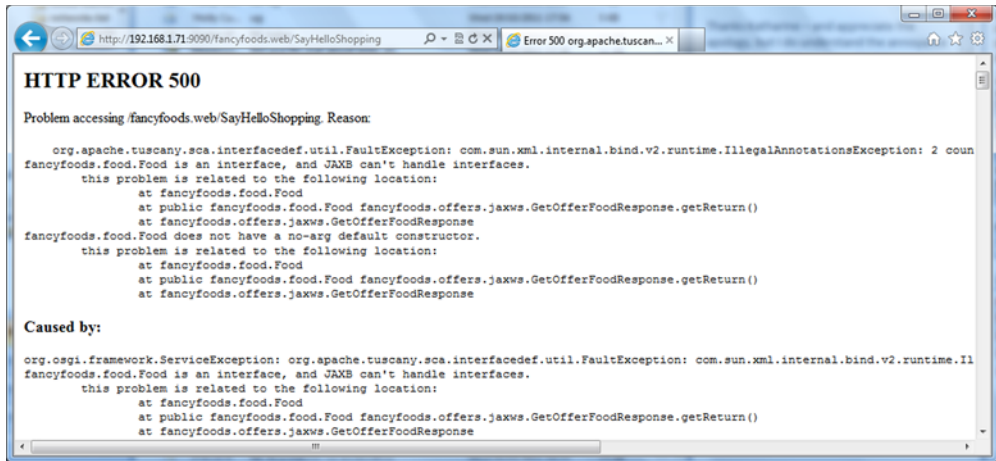 http://192.168.1.71:9090/fancyfoods.web/SayHelloShopping
Error 500 org.apache.tuscan...
HTTP ERROR 500
Problem accessing /fancyfoods.web/SayHelloShopping. Reason:
org.apache.tuscany.sca.interfacedef.util.FaultException: com.sun.xml.internal.bind.v2.runtime.IllegalAnnotationsException: 2 coun
fancyfoods.food.Food is an interface, and JAXB can't handle interfaces.
this problem is related to the following location:
at fancyfoods.food.Food
at public fancyfoods.food.Food fancyfoods.offers.jaxws.GetOfferFoodResponse.getReturn()
at fancyfoods.offers.jaxws.GetOfferFoodResponse
fancyfoods.food.Food does not have a no-arg default constructor.
this problem is related to the following location:
at fancyfoods.food.Food
at public fancyfoods.food.Food fancyfoods.offers.jaxws.GetOfferFoodResponse.getReturn()
at fancyfoods.offers.jaxws.GetOfferFoodResponse
Caused by:
org.osgi.framework.ServiceException: org.apache.tuscany.sca.interfacedef.util.FaultException: com.sun.xml.internal.bind.v2.runtime.Il
fancyfoods.food.Food is an interface, and JAXB can't handle interfaces.
this problem is related to the following location:
at fancyfoods.food.Food
at public fancyfoods.food.Food fancyfoods.offers.jaxws.GetOfferFoodResponse.getReturn()
at fancyfoods.offers.jaxws.GetOfferFoodResponse